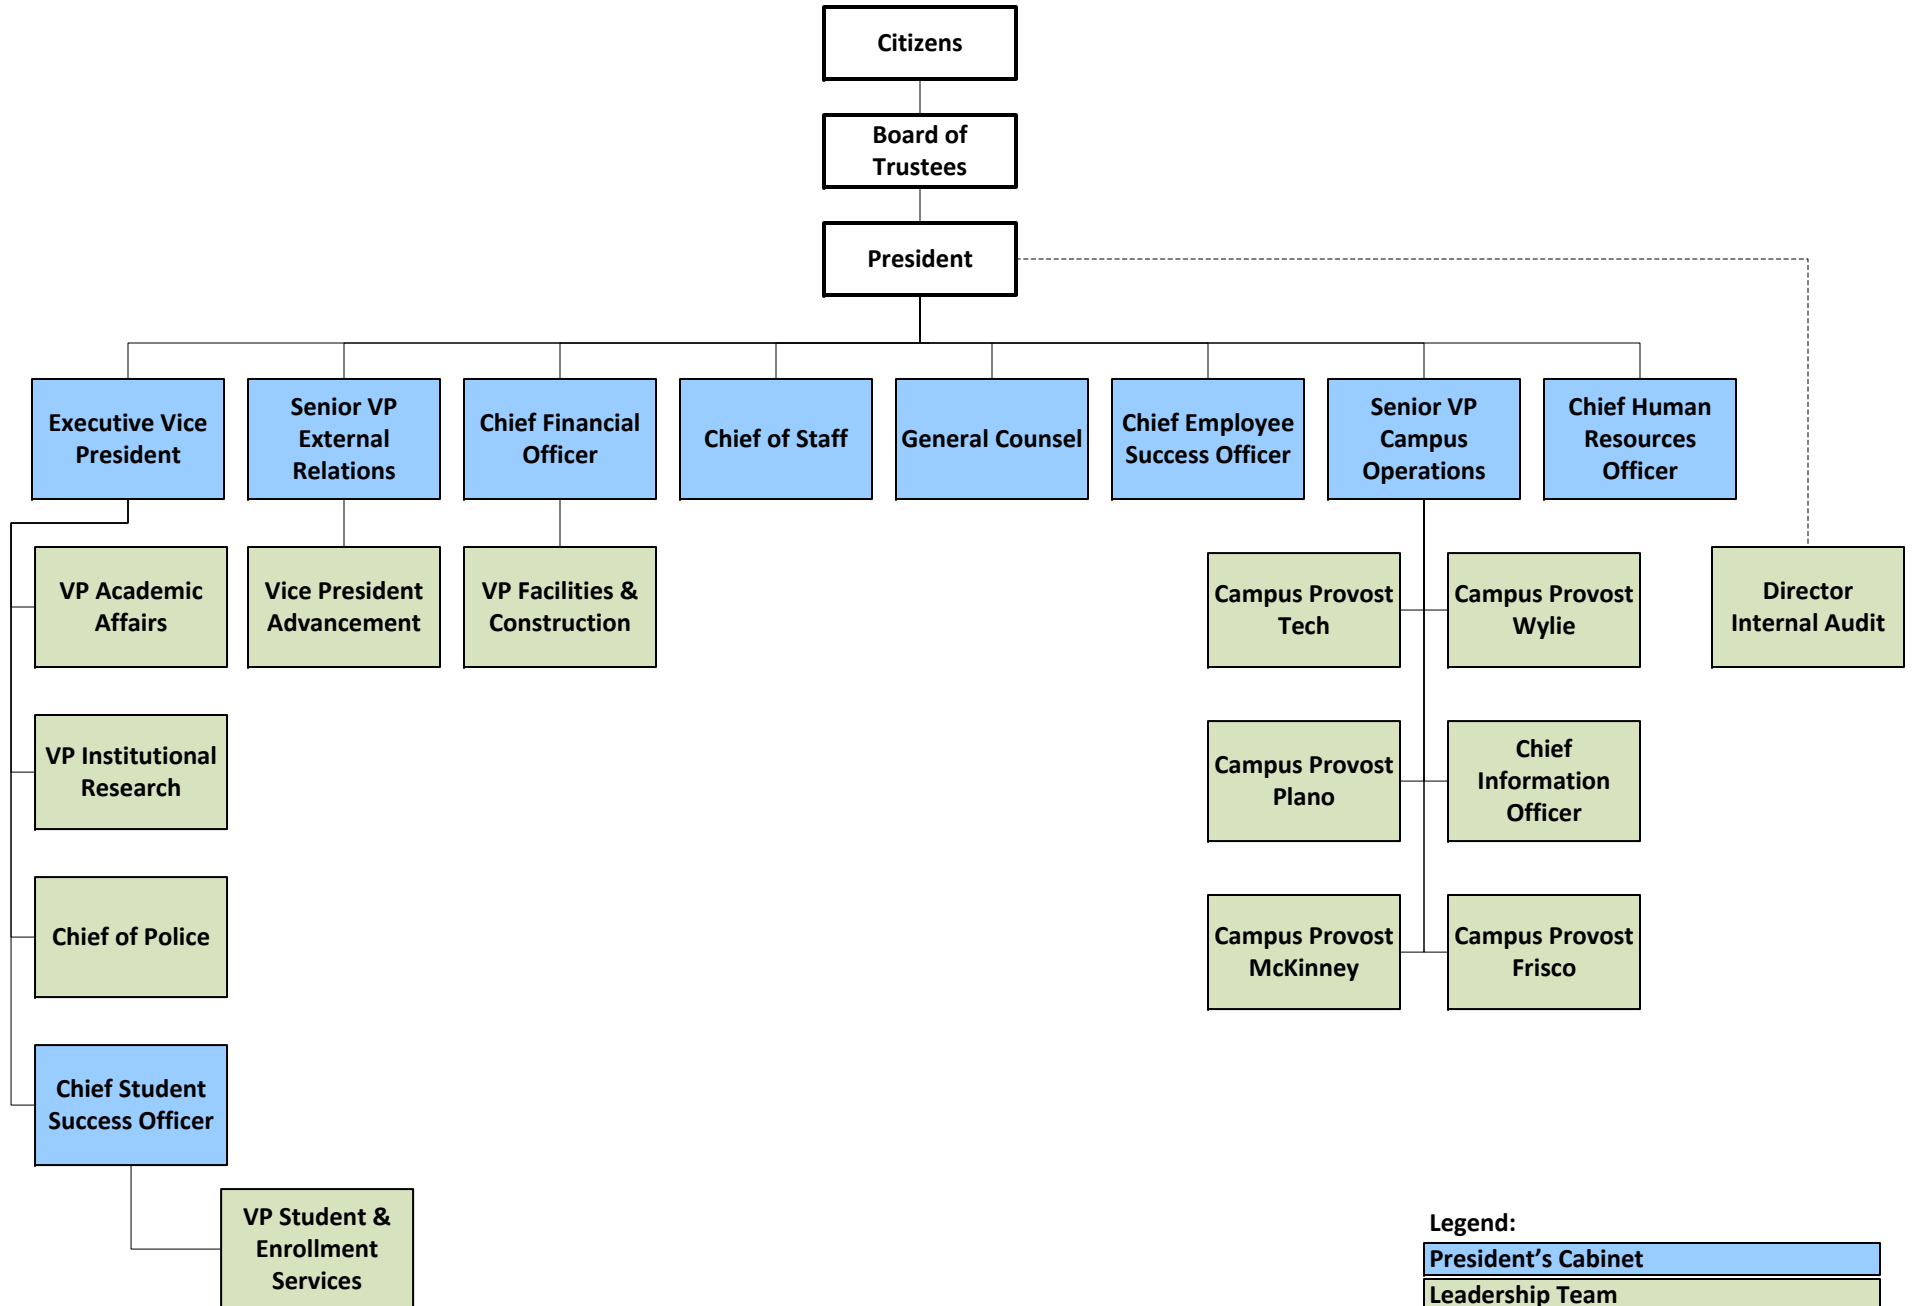 Citizens
Board of
Trustees
President
Executive Vice
President
Senior VP
External
Relations
Chief Financial
Officer
Chief of Staff
General Counsel
Chief Employee
Success Officer
Senior VP
Campus
Operations
Chief Human
Resources
Officer
VP Academic
Affairs
Vice President
Advancement
VP Facilities &
Construction
Campus Provost
Tech
Campus Provost
Wylie
Director
Internal Audit
VP Institutional
Research
Campus Provost
Plano
Chief
Information
Officer
Chief of Police
Campus Provost
McKinney
Campus Provost
Frisco
Chief Student
Success Officer
VP Student &
Enrollment
Services
Legend:
President’s Cabinet
Leadership Team